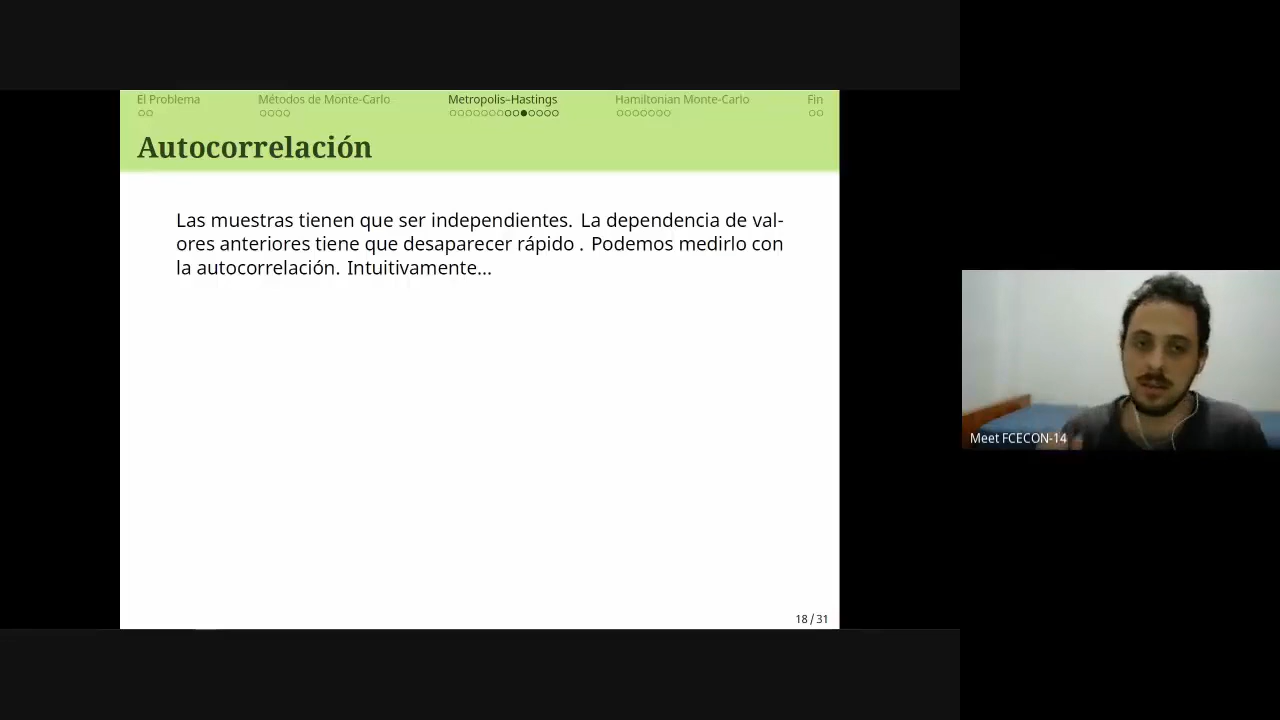 El Problema Métodos de Monte-Carlo Metropolis–Hastings Hamiltonian Monte-Carlo Fin
Autocorrelación
Las muestras tienen que ser independientes. La dependencia de val-
ores anteriores tiene que desaparecer rápido . Podemos medirlo con
la autocorrelación. Intuitivamente...
18 / 31
Meet FCECON-14